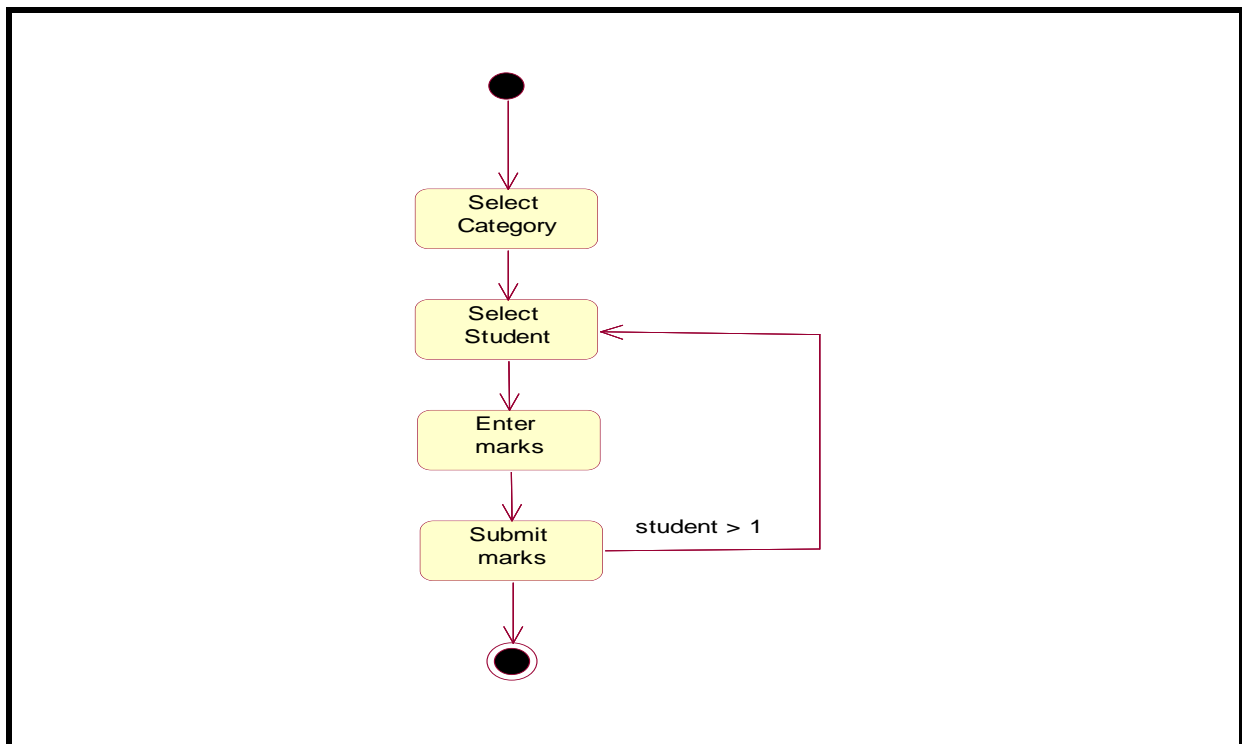 Select
Category
Select
Student
Enter
marks
Submit
marks
student > 1